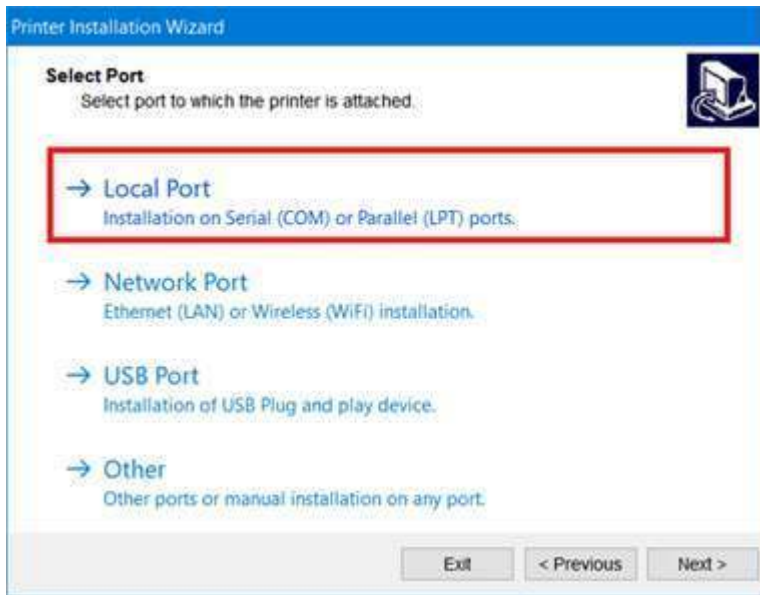 Printer Installation Wizard
Select Port
Select port to which the printer is attached.
→ Local Port
Installation on Serial (COM) or Parallel (LPT) ports.
→ Network Port
Ethernet (LAN) or Wireless (WiFi) installation.
→ USB Port
Installation of USB Plug and play device.
→ Other
Other ports or manual installation on any port.
Exit < Previous Next >